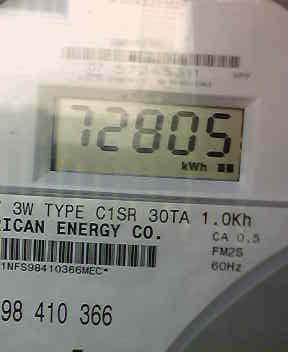 72805
kWh
3W TYPE C1SR 30TA 1.0Kh
RICAN ENERGY CO.
CA 0.5
FM2S
60Hz
1NFS98410366MEC*
98 410 366